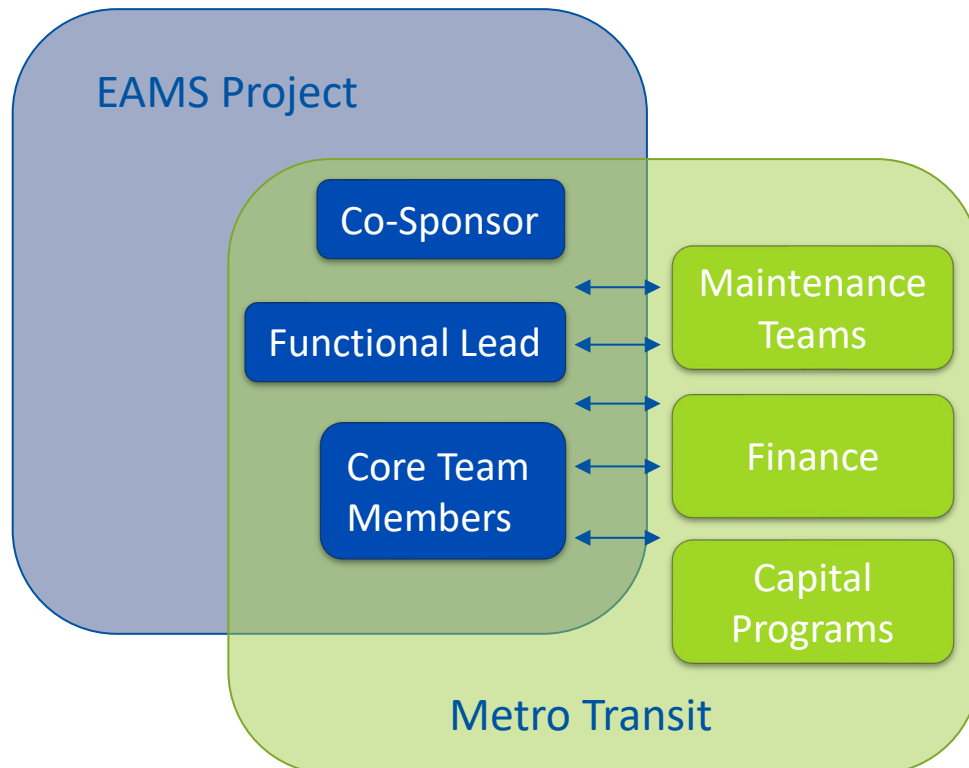 EAMS Project
Co-Sponsor
Functional Lead
Core Team
Members
Maintenance
Teams
Finance
Capital
Programs
Metro Transit